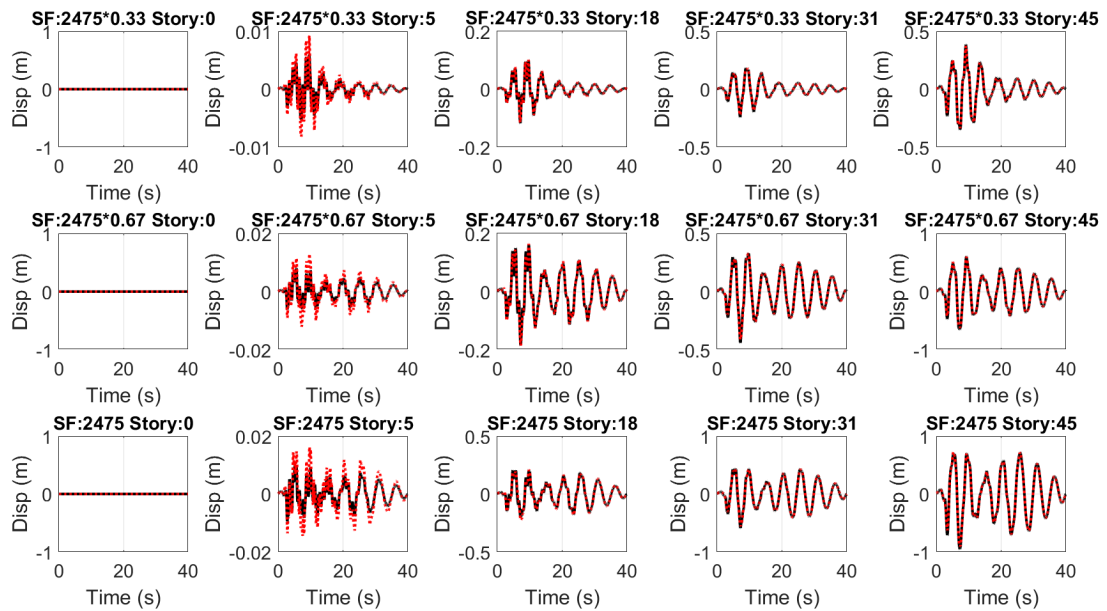 SF:2475*0.33 Story:0
SF:2475*0.33 Story:5
SF:2475*0.33 Story:18
SF:2475*0.33 Story:31
SF:2475*0.33 Story:45
Disp (m)
1
0
-1
0 20 40
Time (s)
Disp (m)
0.01
0
-0.01
0 20 40
Time (s)
Disp (m)
0.2
0
-0.2
0 20 40
Time (s)
Disp (m)
0.5
0
-0.5
0 20 40
Time (s)
Disp (m)
0.5
0
-0.5
0 20 40
Time (s)
SF:2475*0.67 Story:0
SF:2475*0.67 Story:5
SF:2475*0.67 Story:18
SF:2475*0.67 Story:31
SF:2475*0.67 Story:45
Disp (m)
1
0
-1
0 20 40
Time (s)
Disp (m)
0.02
0
-0.02
0 20 40
Time (s)
Disp (m)
0.2
0
-0.2
0 20 40
Time (s)
Disp (m)
0.5
0
-0.5
0 20 40
Time (s)
Disp (m)
1
0
-1
0 20 40
Time (s)
SF:2475 Story:0
SF:2475 Story:5
SF:2475 Story:18
SF:2475 Story:31
SF:2475 Story:45
Disp (m)
1
0
-1
0 20 40
Time (s)
Disp (m)
0.02
0
-0.02
0 20 40
Time (s)
Disp (m)
0.5
0
-0.5
0 20 40
Time (s)
Disp (m)
1
0
-1
0 20 40
Time (s)
Disp (m)
1
0
-1
0 20 40
Time (s)